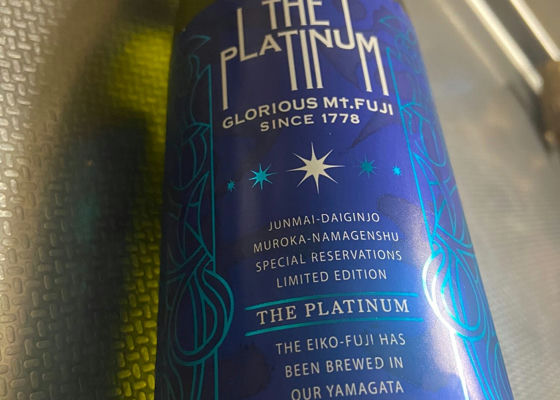 THE
PLATINUM
GLORIOUS Mt.FUJI
SINCE 1778
JUNMAI-DAIGINJO
MUROKA-NAMAGENSHU
SPECIAL RESERVATIONS
LIMITED EDITION
THE PLATINUM
THE EIKO-FUJI HAS
BEEN BREWED IN
OUR YAMAGATA